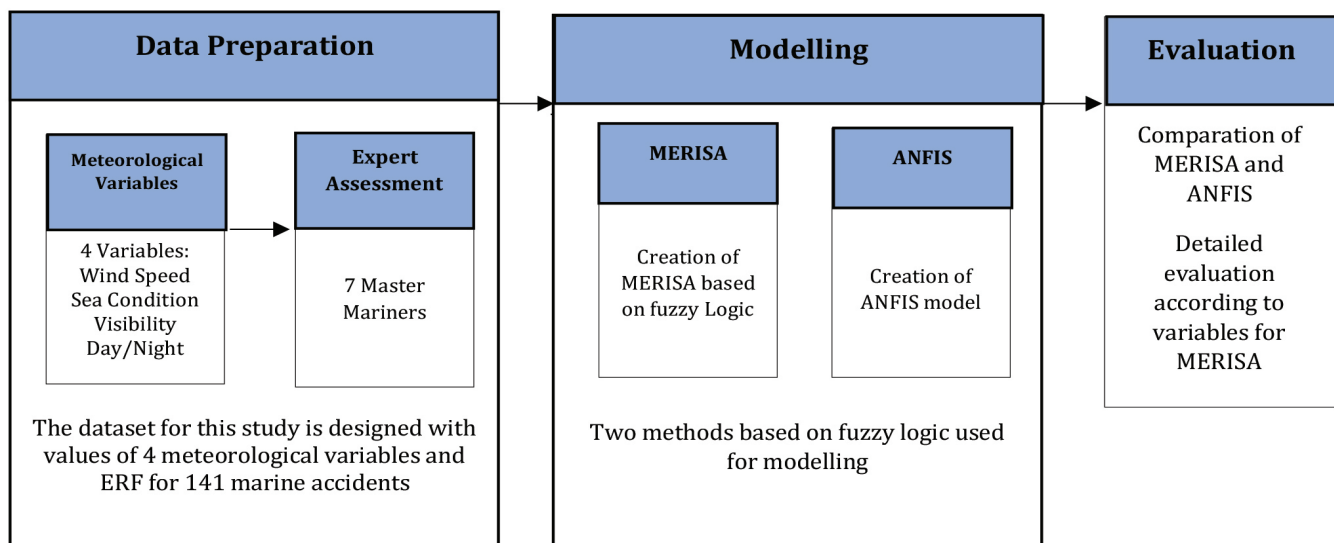 Data Preparation
Meteorological
Variables
4 Variables:
Wind Speed
Sea Condition
Visibility
Day/Night
Expert
Assessment
7 Master
Mariners
The dataset for this study is designed with
values of 4 meteorological variables and
ERF for 141 marine accidents
Modelling
MERISA
Creation of
MERISA based
on fuzzy Logic
ANFIS
Creation of
ANFIS model
Two methods based on fuzzy logic used
for modelling
Evaluation
Comparation of
MERISA and
ANFIS
Detailed
evaluation
according to
variables for
MERISA